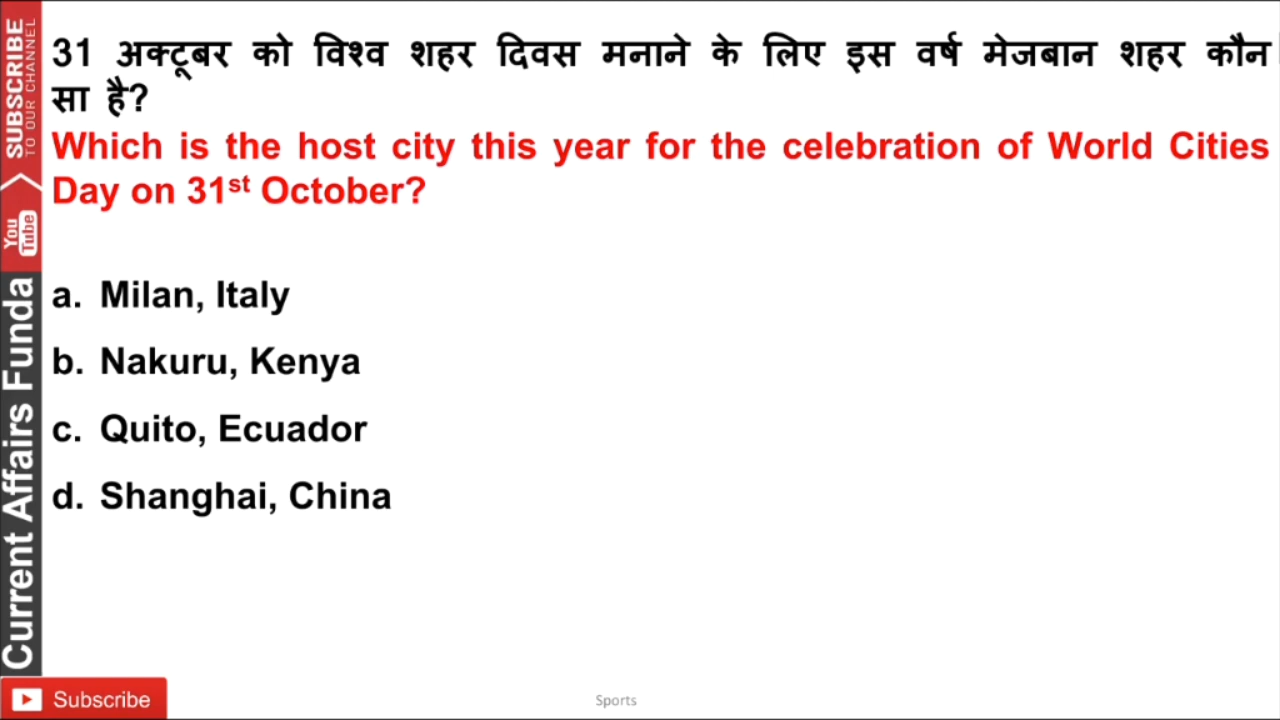 31 अक्टूबर को विश्व शहर दिवस मनाने के लिए इस वर्ष मेजबान शहर कौन
सा है?
Which is the host city this year for the celebration of World Cities
Day on 31st October?
a. Milan, Italy
b. Nakuru, Kenya
c. Quito, Ecuador
d. Shanghai, China
SUBSCRIBE
TO OUR CHANNEL
You
Tube
Current Affairs Funda
Subscribe
Sports